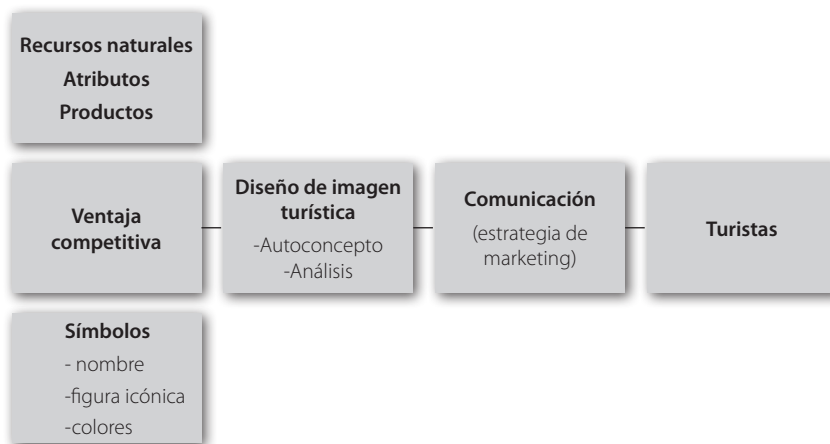 Recursos naturales
Atributos
Productos
Ventaja
competitiva
Diseño de imagen
turística
-Autoconcepto
-Análisis
Comunicación
(estrategia de
marketing)
Turistas
Símbolos
- nombre
-figura icónica
-colores